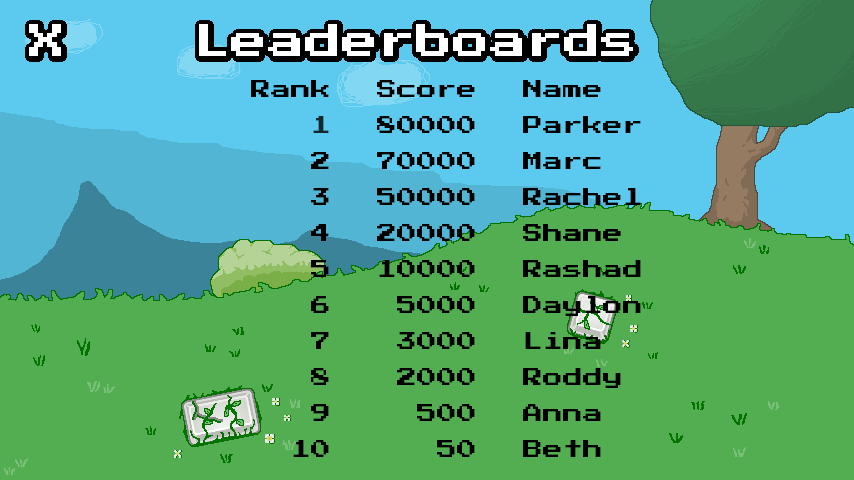 X Leaderboards
Rank Score Name
1 80000 Parker
2 70000 Marc
3 50000 Rachel
4 20000 Shane
5 10000 Rashad
6 5000 Daylon
7 3000 Lina
8 2000 Roddy
9 500 Anna
10 50 Beth